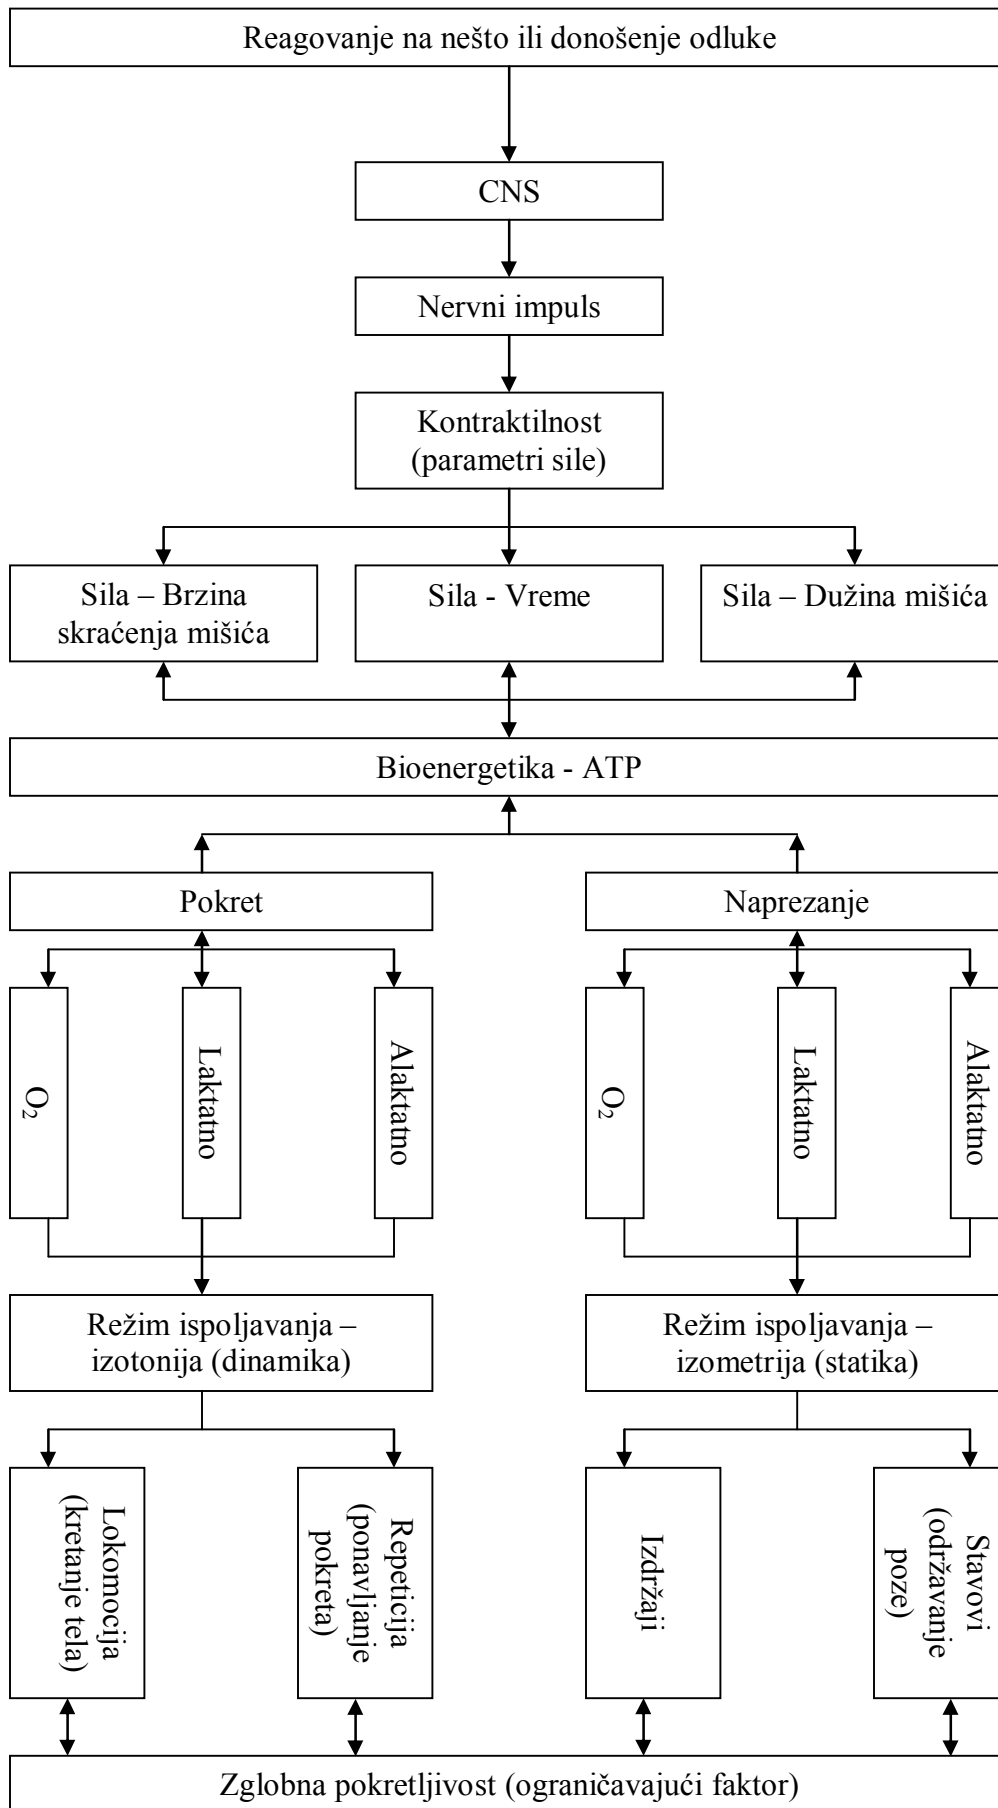 Reagovanje na nešto ili donošenje odluke
CNS
Nervni impuls
Kontraktilnost
(parametri sile)
Sila – Brzina
skraćenja mišića
Sila - Vreme
Sila – Dužina mišića
Bioenergetika - ATP
Pokret
Naprezanje
O₂
Laktatno
Alaktatno
O₂
Laktatno
Alaktatno
Režim ispoljavanja –
izotonija (dinamika)
Režim ispoljavanja –
izometrija (statika)
Lokomocija
(kretanje tela)
Repeticija
(ponavljanje
pokreta)
Izdržaji
Stavovi
(održavanje
poze)
Zglobna pokretljivost (ograničavajući faktor)